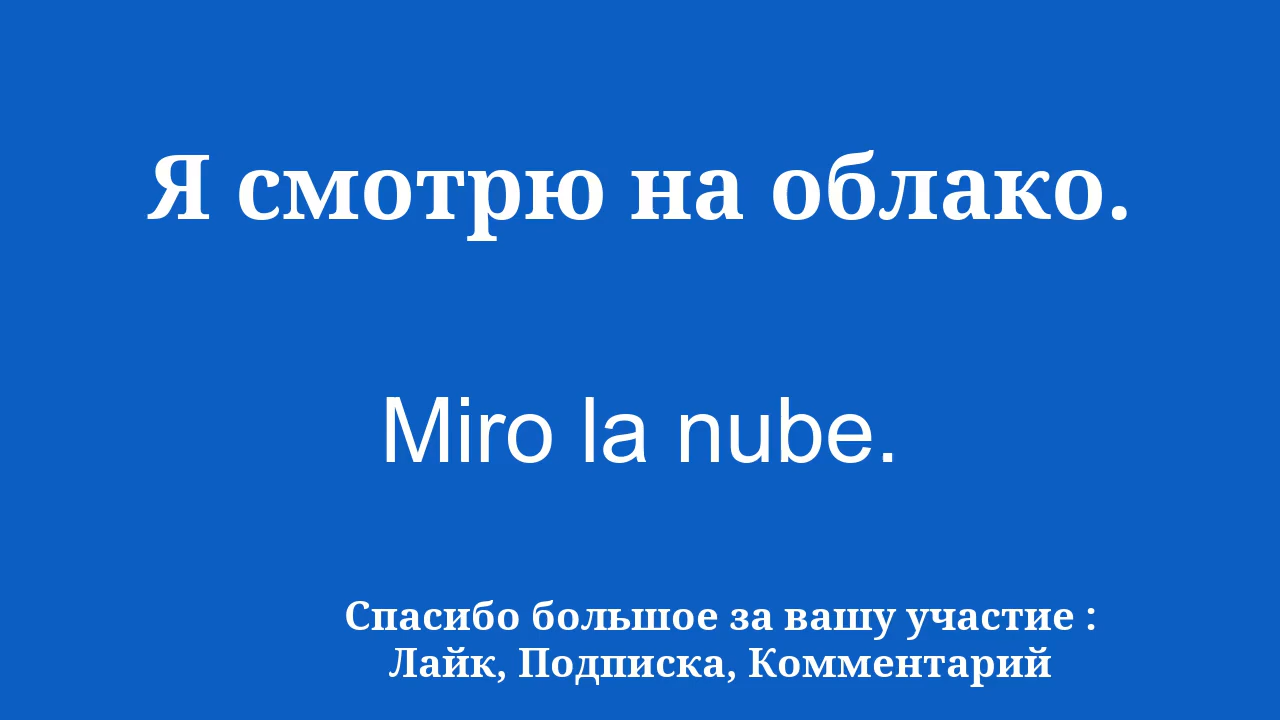 Я смотрю на облако.
Miro la nube.
Спасибо большое за вашу участие :
Лайк, Подписка, Комментарий